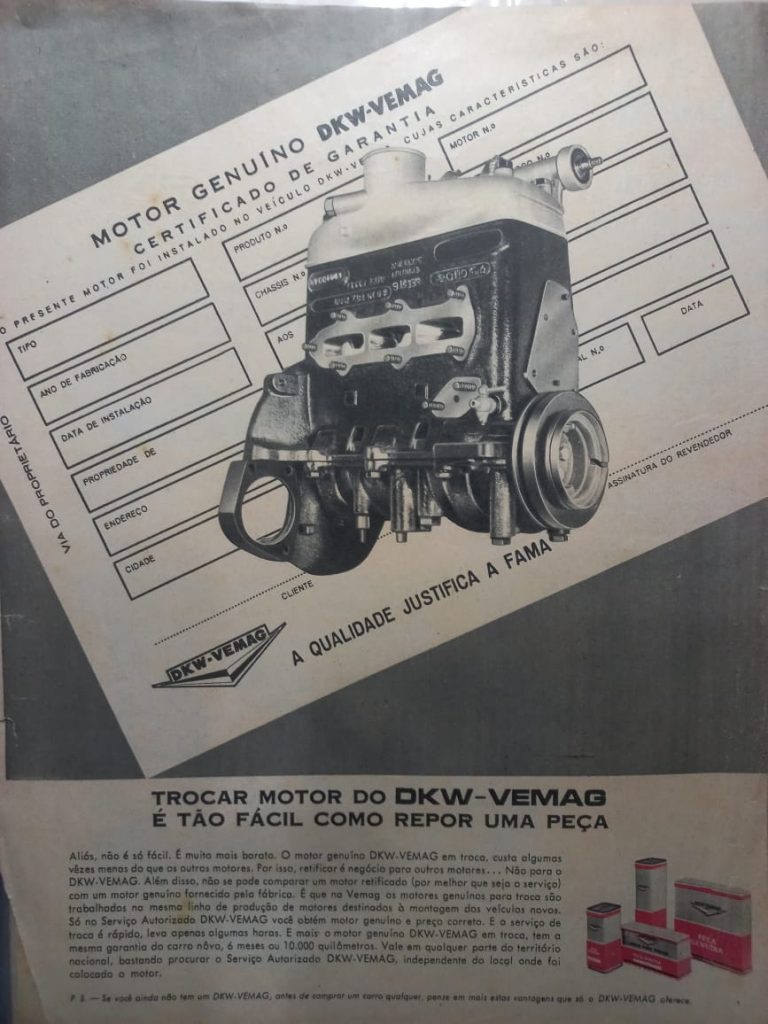 MOTOR GENUÍNO DKW-VEMAG
CERTIFICADO DE GARANTIA
O PRESENTE MOTOR FOI INSTALADO NO VEÍCULO DKW-VE CUJAS CARACTERÍSTICAS SÃO:
TIPO
PRODUTO N.º
MOTOR N.º
ANO DE FABRICAÇÃO
CHASSIS N.º
N.º
DATA DE INSTALAÇÃO
AOS
PROPRIEDADE DE
ENDEREÇO
AL N.º
DATA
CIDADE
VIA DO PROPRIETÁRIO
CLIENTE
ASSINATURA DO REVENDEDOR
DKW-VEMAG
A QUALIDADE JUSTIFICA A FAMA
TROCAR MOTOR DO DKW-VEMAG
É TÃO FÁCIL COMO REPOR UMA PEÇA
Aliás, não é só fácil. É muito mais barato. O motor genuíno DKW-VEMAG em troca, custa algumas
vêzes menos do que os outros motores. Por isso, retificar é negócio para outros motores... Não para o
DKW-VEMAG. Além disso, não se pode comparar um motor retificado (por melhor que seja o serviço)
com um motor genuíno fornecido pela fábrica. É que na Vemag os motores genuínos para troca são
trabalhados na mesma linha de produção de motores destinados à montagem dos veículos novos.
Só no Serviço Autorizado DKW-VEMAG você obtém motor genuíno e preço correto. E o serviço de
troca é rápido, leva apenas algumas horas. E mais o motor genuíno DKW-VEMAG em troca, tem a
mesma garantia do carro nôvo, 6 meses ou 10.000 quilômetros. Vale em qualquer parte do território
nacional, bastando procurar o Serviço Autorizado DKW-VEMAG, independente do local onde foi
colocado o motor.
PEÇA
GENUÍNA
P. S. — Se você ainda não tem um DKW-VEMAG, antes de comprar um carro qualquer, pense em mais estas vantagens que só o DKW-VEMAG oferece.